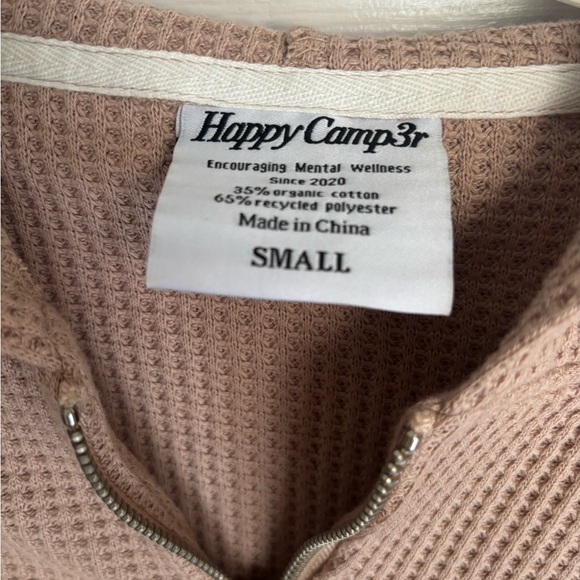 Happy Camp3r
Encouraging Mental Wellness
Since 2020
35% organic cotton
65% recycled polyester
Made in China
SMALL